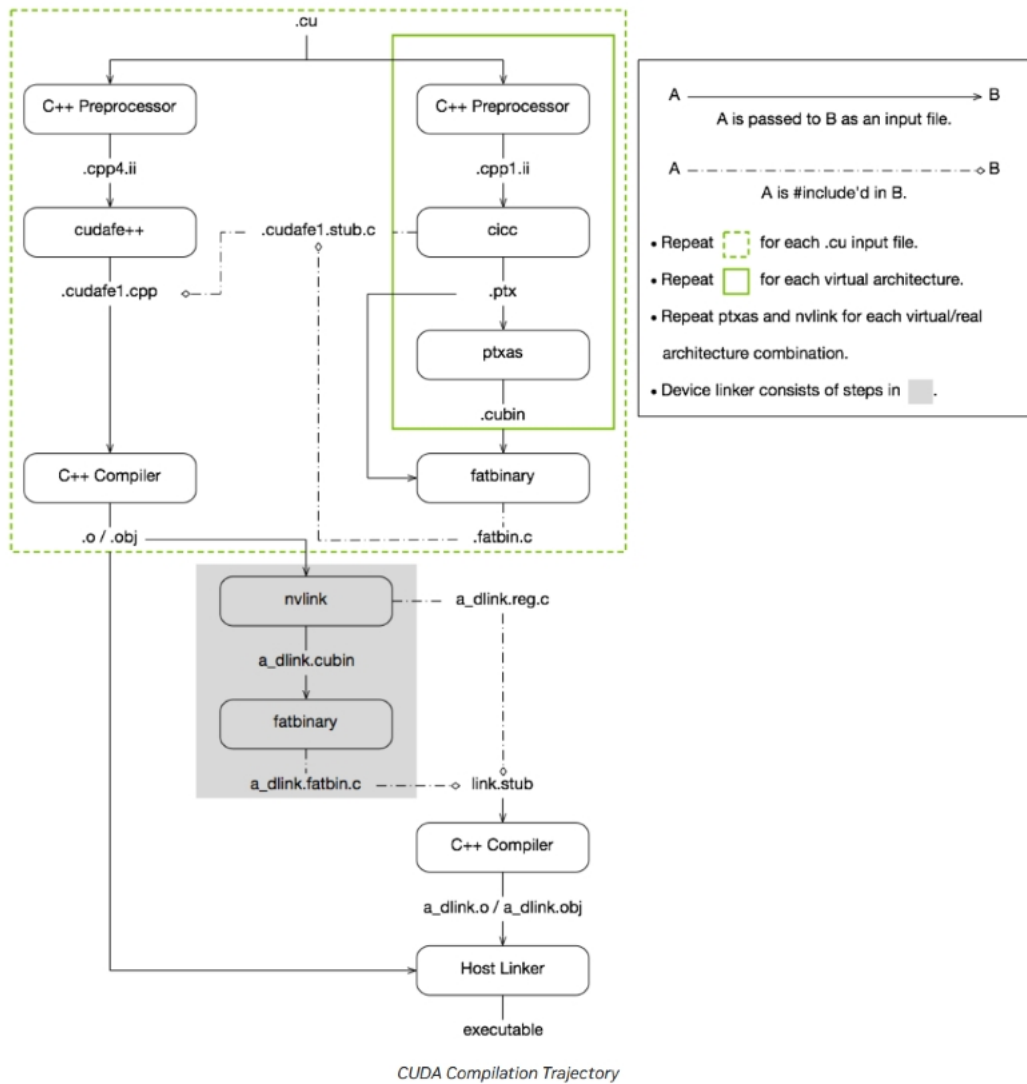 .cu
C++ Preprocessor
C++ Preprocessor
.cpp4.ii
.cpp1.ii
cudafe++
.cudafe1.stub.c
cicc
.cudafe1.cpp
.ptx
ptxas
.cubin
C++ Compiler
fatbinary
.o / .obj
.fatbin.c
nvlink
a_dlink.reg.c
a_dlink.cubin
fatbinary
a_dlink.fatbin.c
link.stub
C++ Compiler
a_dlink.o / a_dlink.obj
Host Linker
executable
A B
A is passed to B as an input file.
A B
A is #include'd in B.
• Repeat for each .cu input file.
• Repeat for each virtual architecture.
• Repeat ptxas and nvlink for each virtual/real
architecture combination.
• Device linker consists of steps in .
CUDA Compilation Trajectory